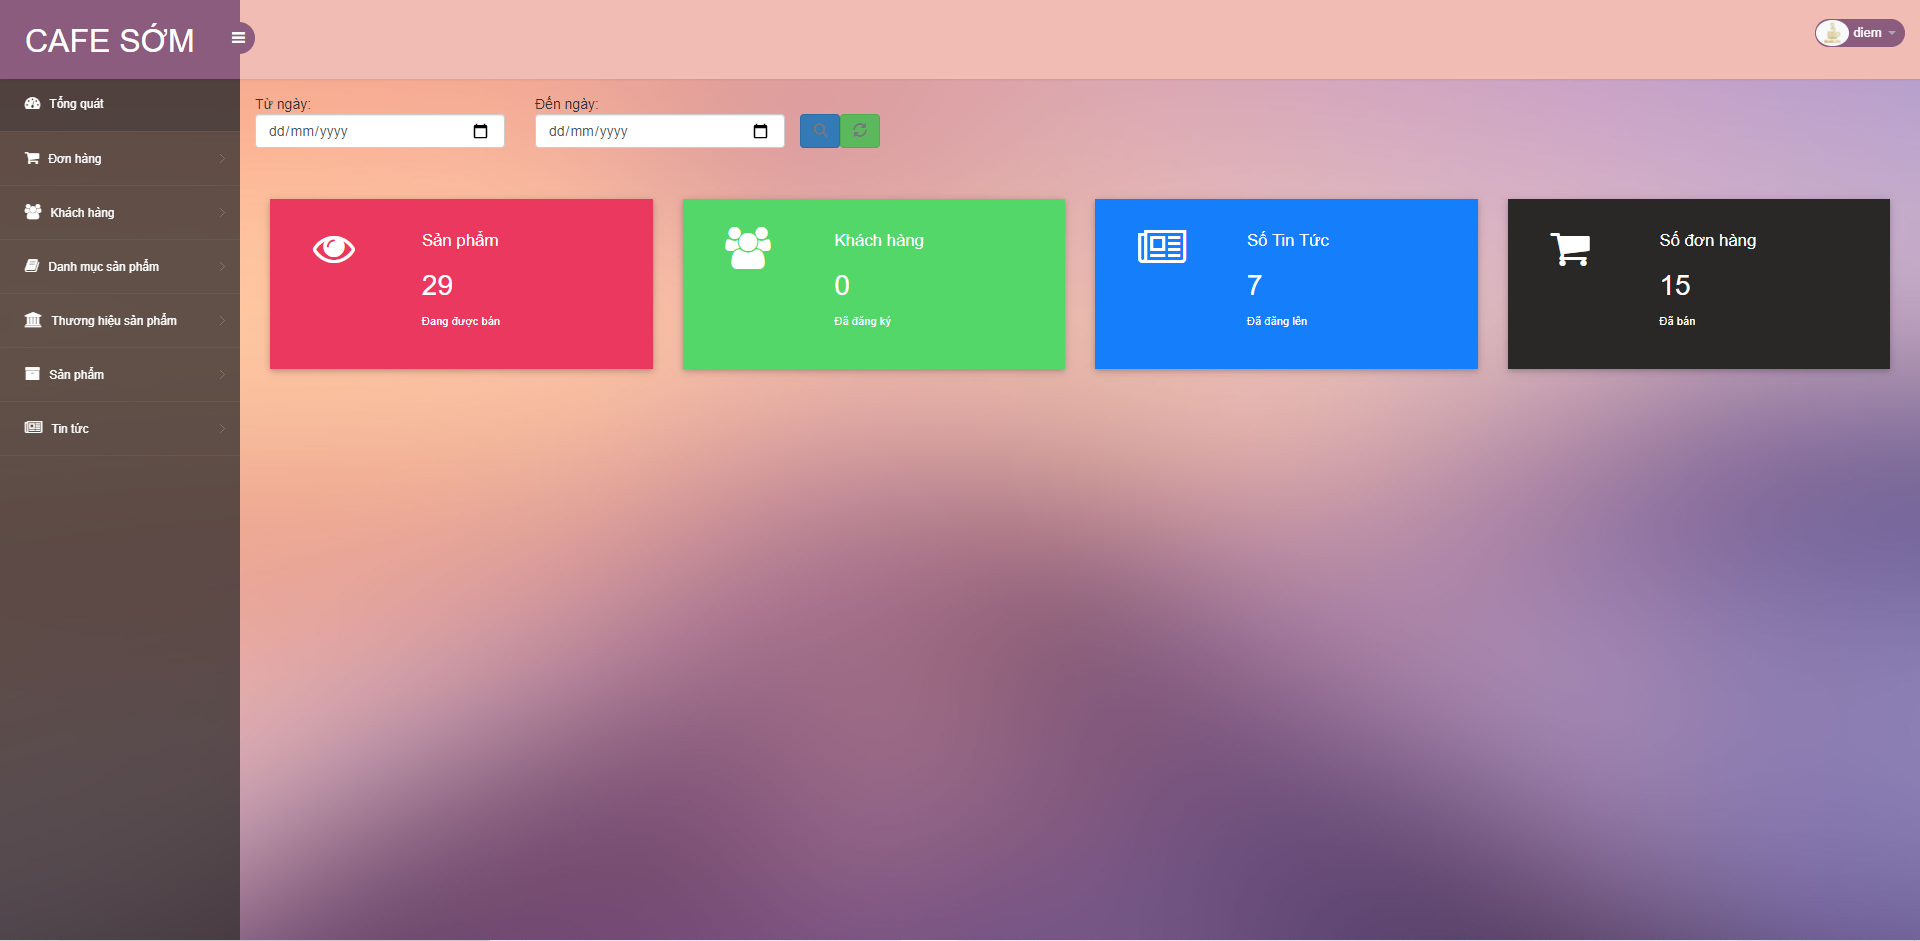 CAFE SỚM
diem
Tổng quát
Đơn hàng
Khách hàng
Danh mục sản phẩm
Thương hiệu sản phẩm
Sản phẩm
Tin tức
Từ ngày:
Đến ngày:
dd/mm/yyyy
dd/mm/yyyy
Sản phẩm
29
Đang được bán
Khách hàng
0
Đã đăng ký
Số Tin Tức
7
Đã đăng lên
Số đơn hàng
15
Đã bán